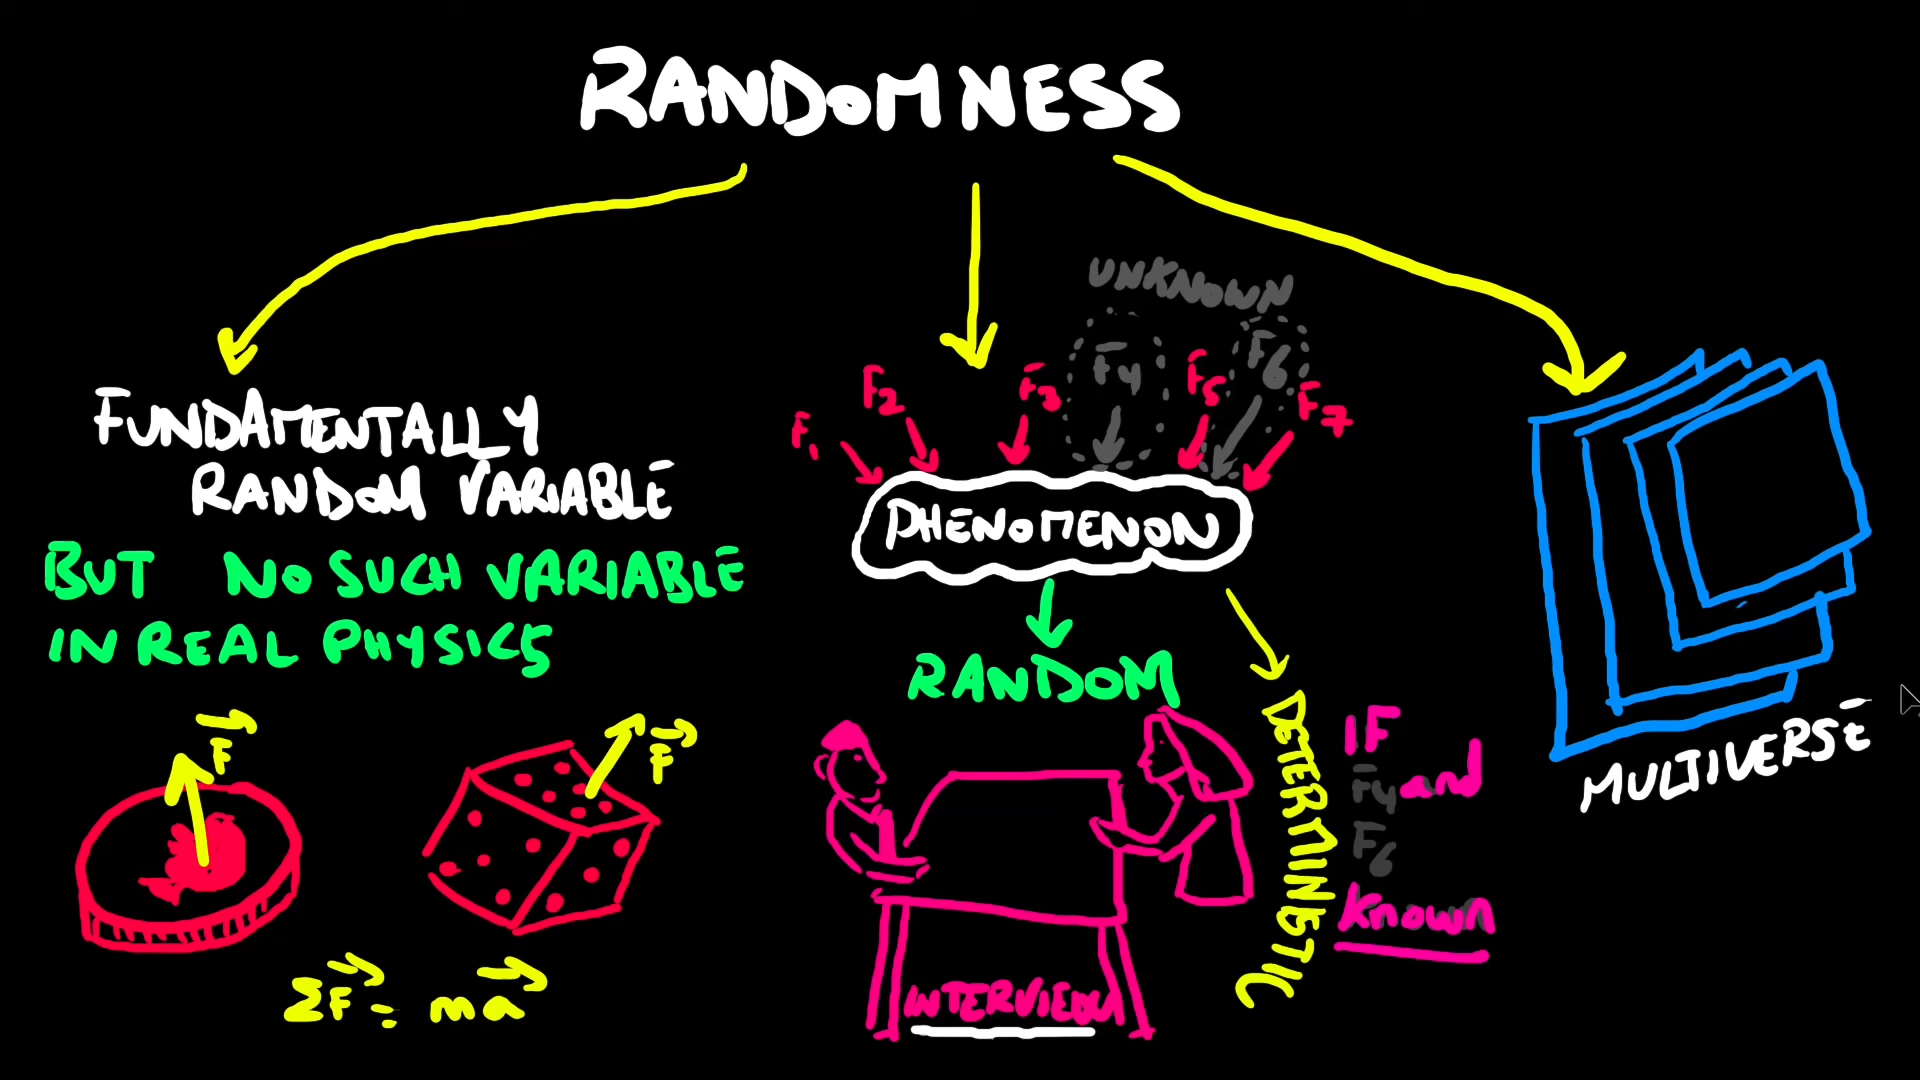 RANDOMNESS
FUNDAMENTALLY
RANDOM VARIABLE
BUT NO SUCH VARIABLE
IN REAL PHYSICS
F
F
ΣF = ma
UNKNOWN
F1 F2 F3 F4 F5 F6 F7
PHENOMENON
RANDOM
DETERMINISTIC
IF
F4 and
F6
known
INTERVIEW
MULTIVERSE